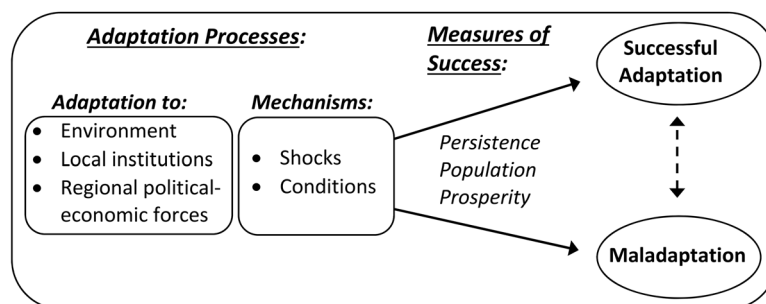 Adaptation Processes:
Measures of
Success:
Successful
Adaptation
Adaptation to:
Mechanisms:
• Environment
• Local institutions
• Regional political-
economic forces
• Shocks
• Conditions
Persistence
Population
Prosperity
Maladaptation